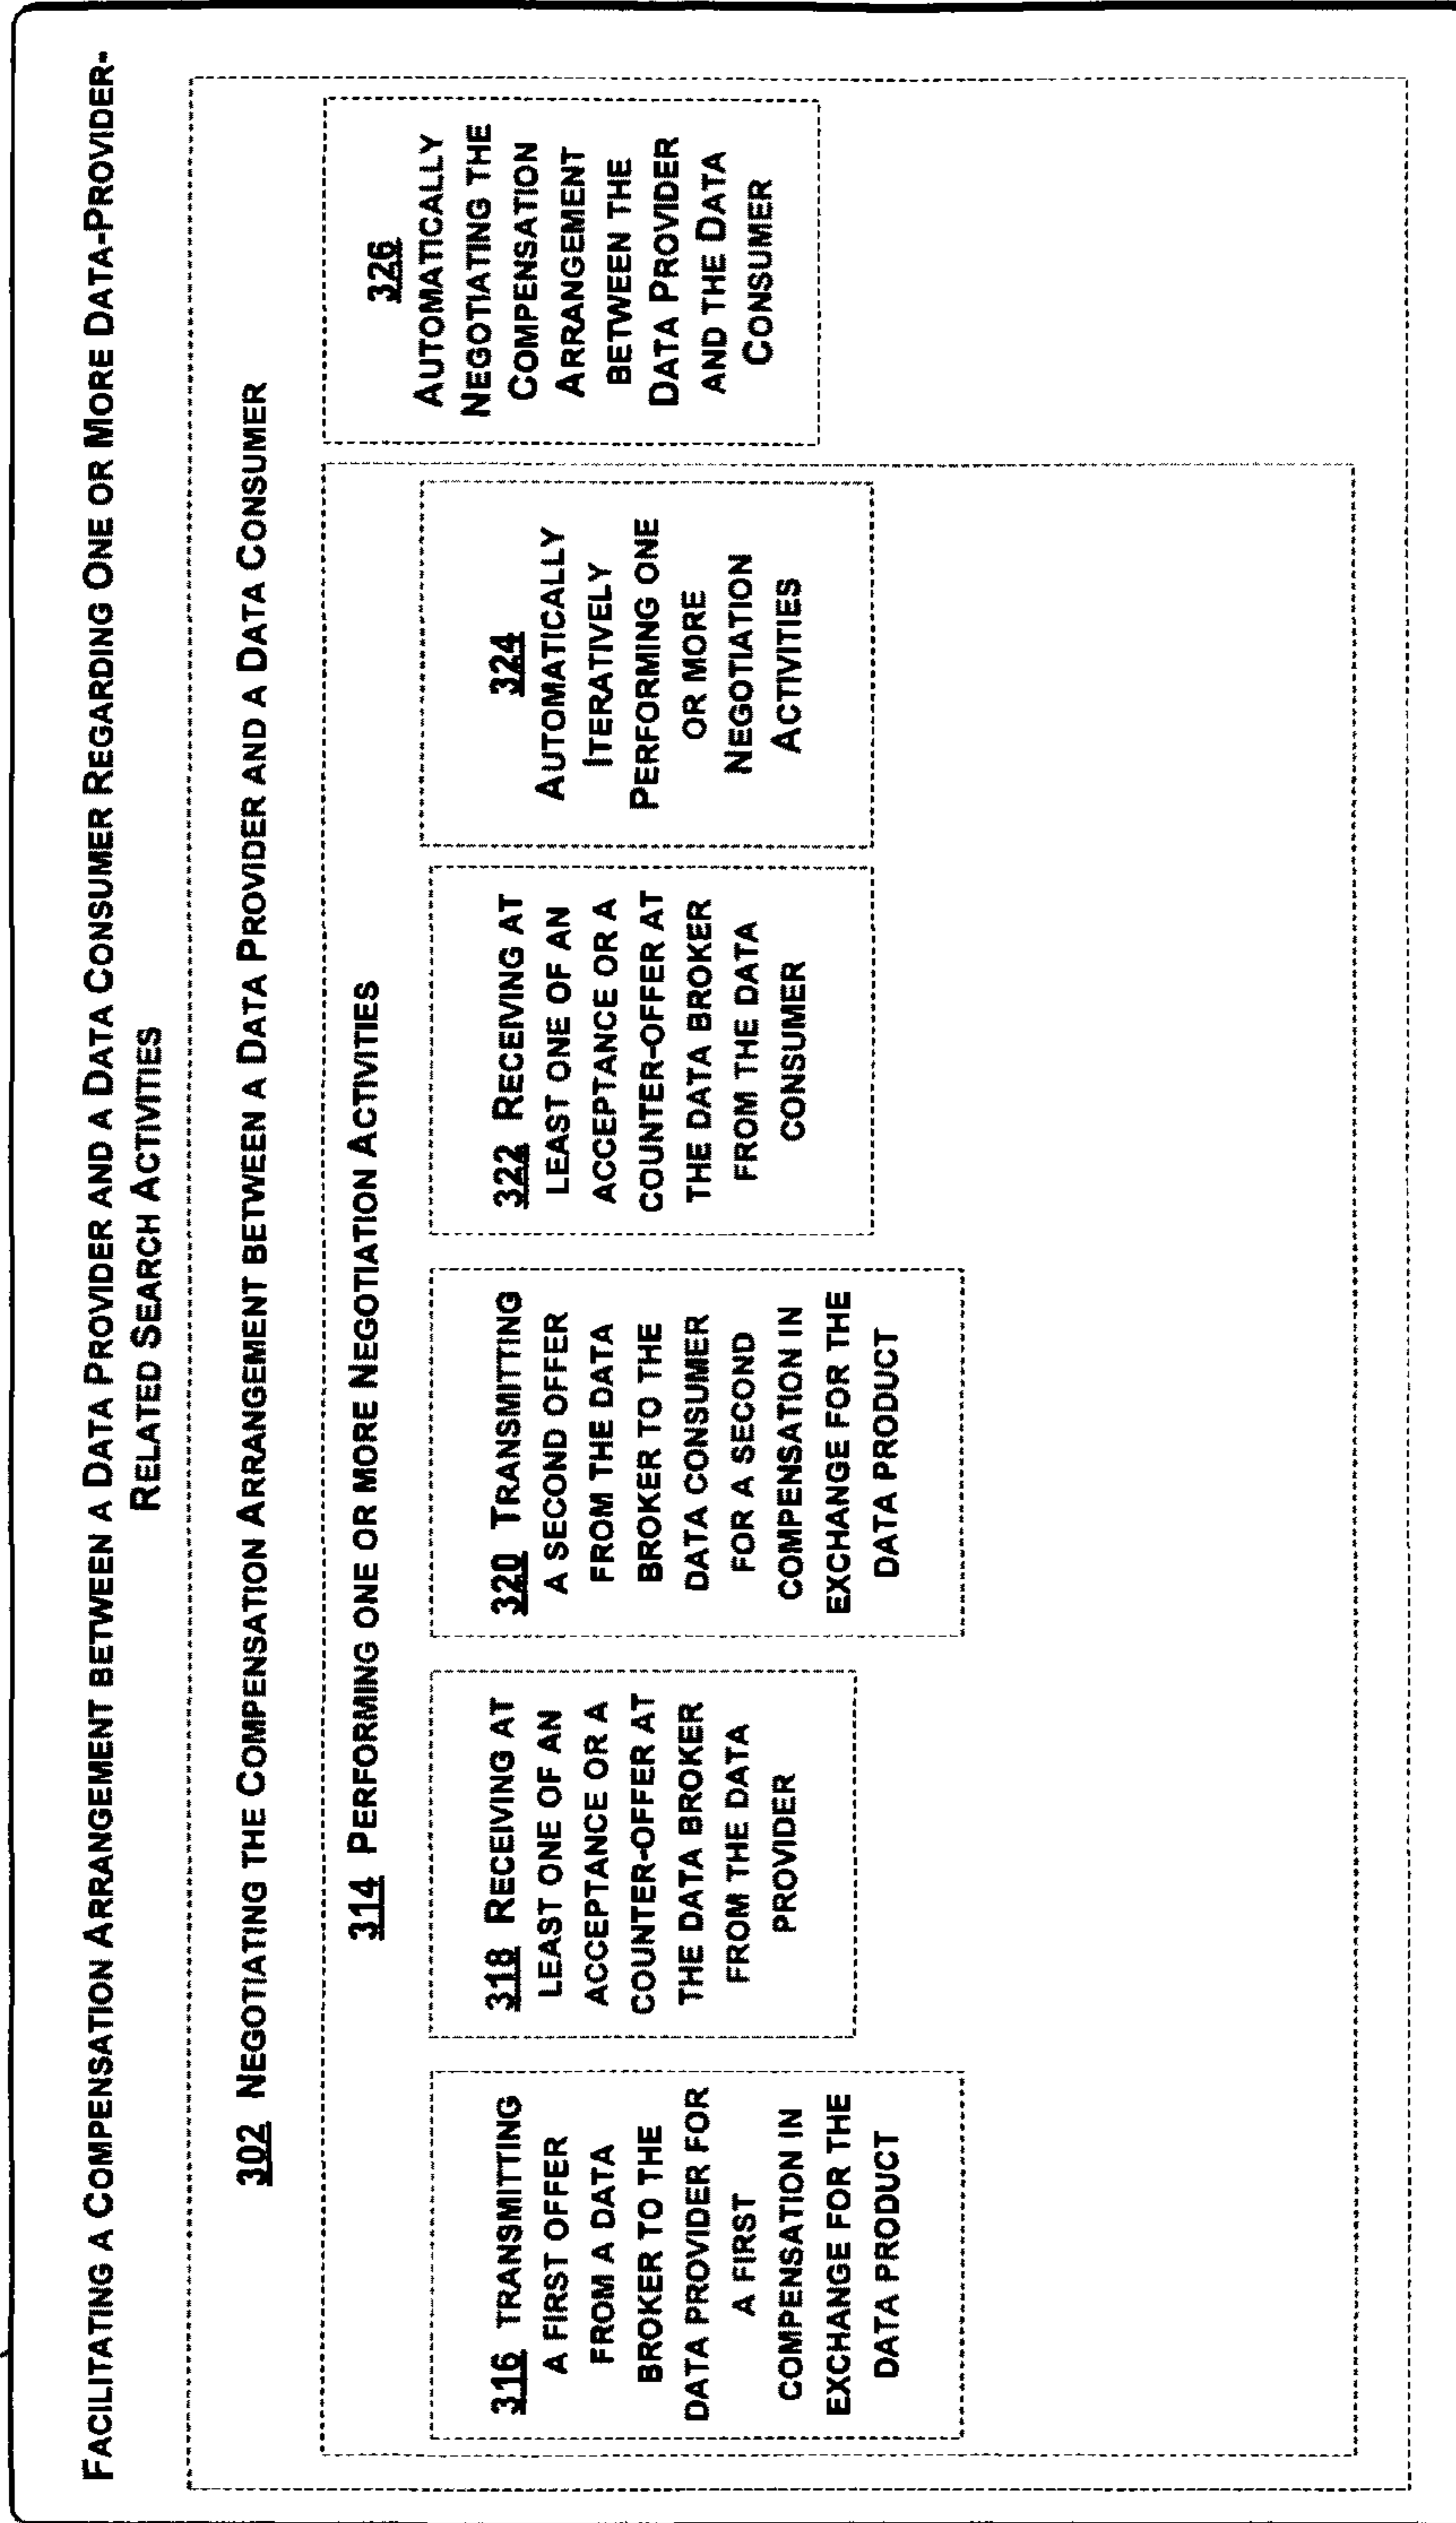 FACILITATING A COMPENSATION ARRANGEMENT BETWEEN A DATA PROVIDER AND A DATA CONSUMER REGARDING ONE OR MORE DATA-PROVIDER-
RELATED SEARCH ACTIVITIES
302 NEGOTIATING THE COMPENSATION ARRANGEMENT BETWEEN A DATA PROVIDER AND A DATA CONSUMER
314 PERFORMING ONE OR MORE NEGOTIATION ACTIVITIES
316 TRANSMITTING
A FIRST OFFER
FROM A DATA
BROKER TO THE
DATA PROVIDER FOR
A FIRST
COMPENSATION IN
EXCHANGE FOR THE
DATA PRODUCT
318 RECEIVING AT
LEAST ONE OF AN
ACCEPTANCE OR A
COUNTER-OFFER AT
THE DATA BROKER
FROM THE DATA
PROVIDER
320 TRANSMITTING
A SECOND OFFER
FROM THE DATA
BROKER TO THE
DATA CONSUMER
FOR A SECOND
COMPENSATION IN
EXCHANGE FOR THE
DATA PRODUCT
322 RECEIVING AT
LEAST ONE OF AN
ACCEPTANCE OR A
COUNTER-OFFER AT
THE DATA BROKER
FROM THE DATA
CONSUMER
324
AUTOMATICALLY
ITERATIVELY
PERFORMING ONE
OR MORE
NEGOTIATION
ACTIVITIES
326
AUTOMATICALLY
NEGOTIATING THE
COMPENSATION
ARRANGEMENT
BETWEEN THE
DATA PROVIDER
AND THE DATA
CONSUMER